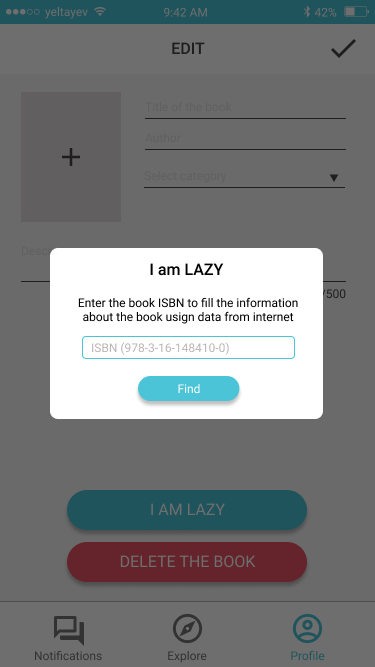 yeltayev 9:42 AM 42%
EDIT
Title of the book
Author
Select category
Desc
/500
I am LAZY
Enter the book ISBN to fill the information
about the book usign data from internet
ISBN (978-3-16-148410-0)
Find
I AM LAZY
DELETE THE BOOK
Notifications Explore Profile